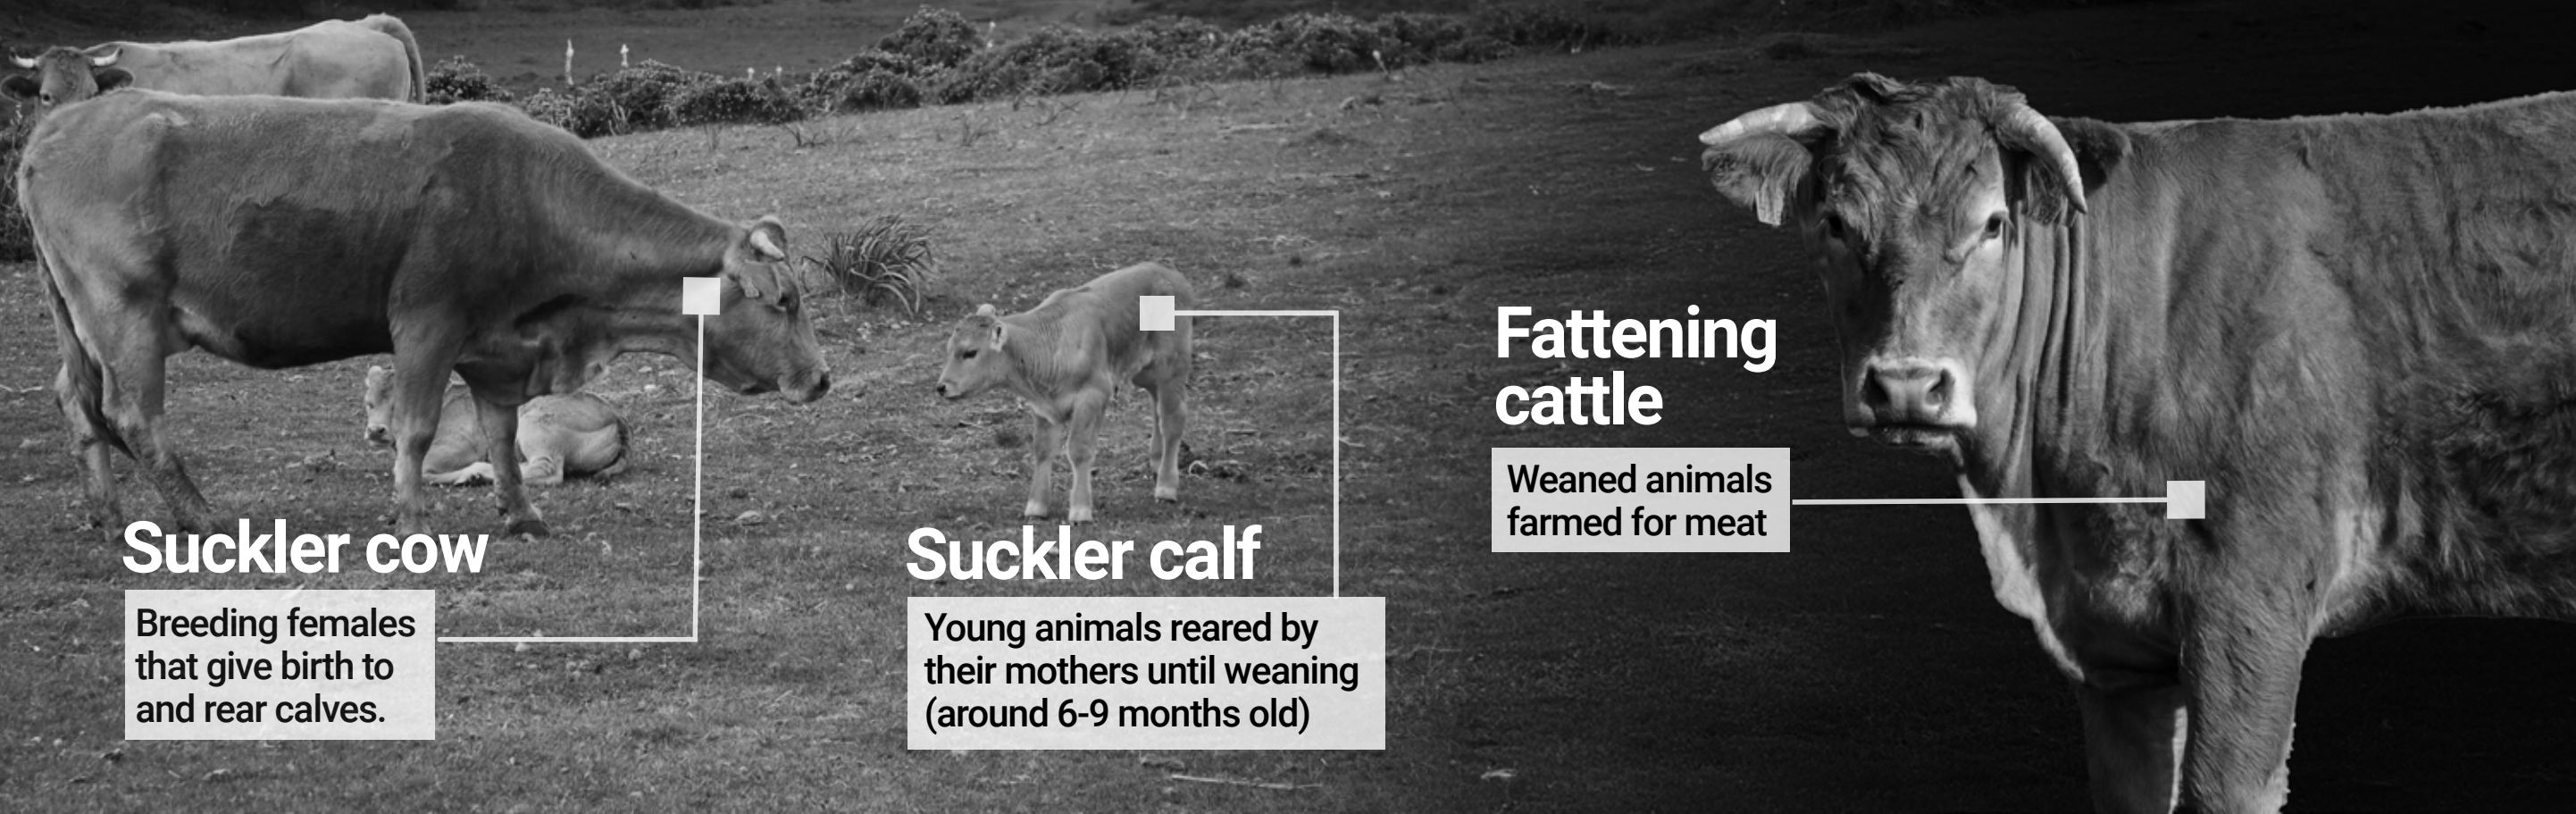 Suckler cow
Breeding females
that give birth to
and rear calves.
Suckler calf
Young animals reared by
their mothers until weaning
(around 6-9 months old)
Fattening
cattle
Weaned animals
farmed for meat